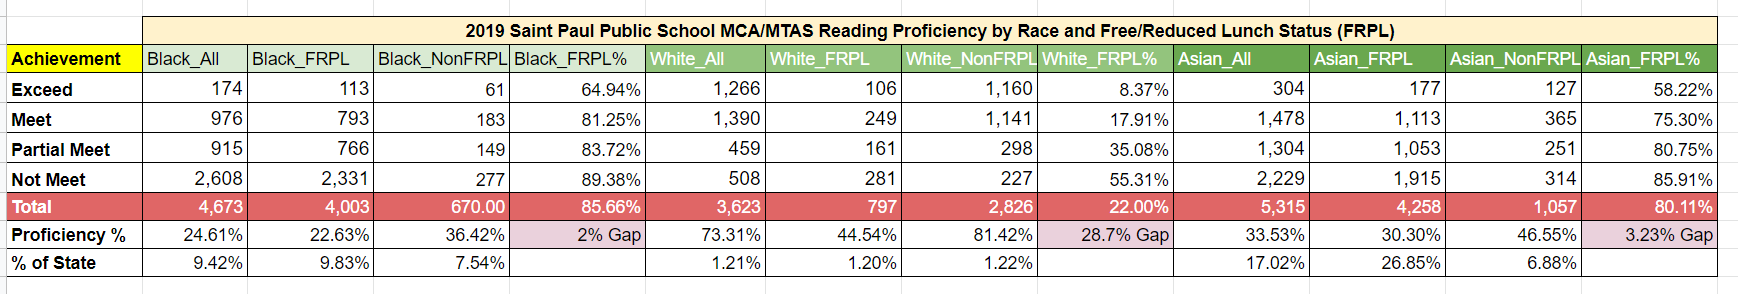 2019 Saint Paul Public School MCA/MTAS Reading Proficiency by Race and Free/Reduced Lunch Status (FRPL)
Achievement Black_All Black_FRPL Black_NonFRPL Black_FRPL% White_All White_FRPL White_NonFRPL White_FRPL% Asian_All Asian_FRPL Asian_NonFRPL Asian_FRPL%
Exceed 174 113 61 64.94% 1,266 106 1,160 8.37% 304 177 127 58.22%
Meet 976 793 183 81.25% 1,390 249 1,141 17.91% 1,478 1,113 365 75.30%
Partial Meet 915 766 149 83.72% 459 161 298 35.08% 1,304 1,053 251 80.75%
Not Meet 2,608 2,331 277 89.38% 508 281 227 55.31% 2,229 1,915 314 85.91%
Total 4,673 4,003 670.00 85.66% 3,623 797 2,826 22.00% 5,315 4,258 1,057 80.11%
Proficiency % 24.61% 22.63% 36.42% 2% Gap 73.31% 44.54% 81.42% 28.7% Gap 33.53% 30.30% 46.55% 3.23% Gap
% of State 9.42% 9.83% 7.54% 1.21% 1.20% 1.22% 17.02% 26.85% 6.88%